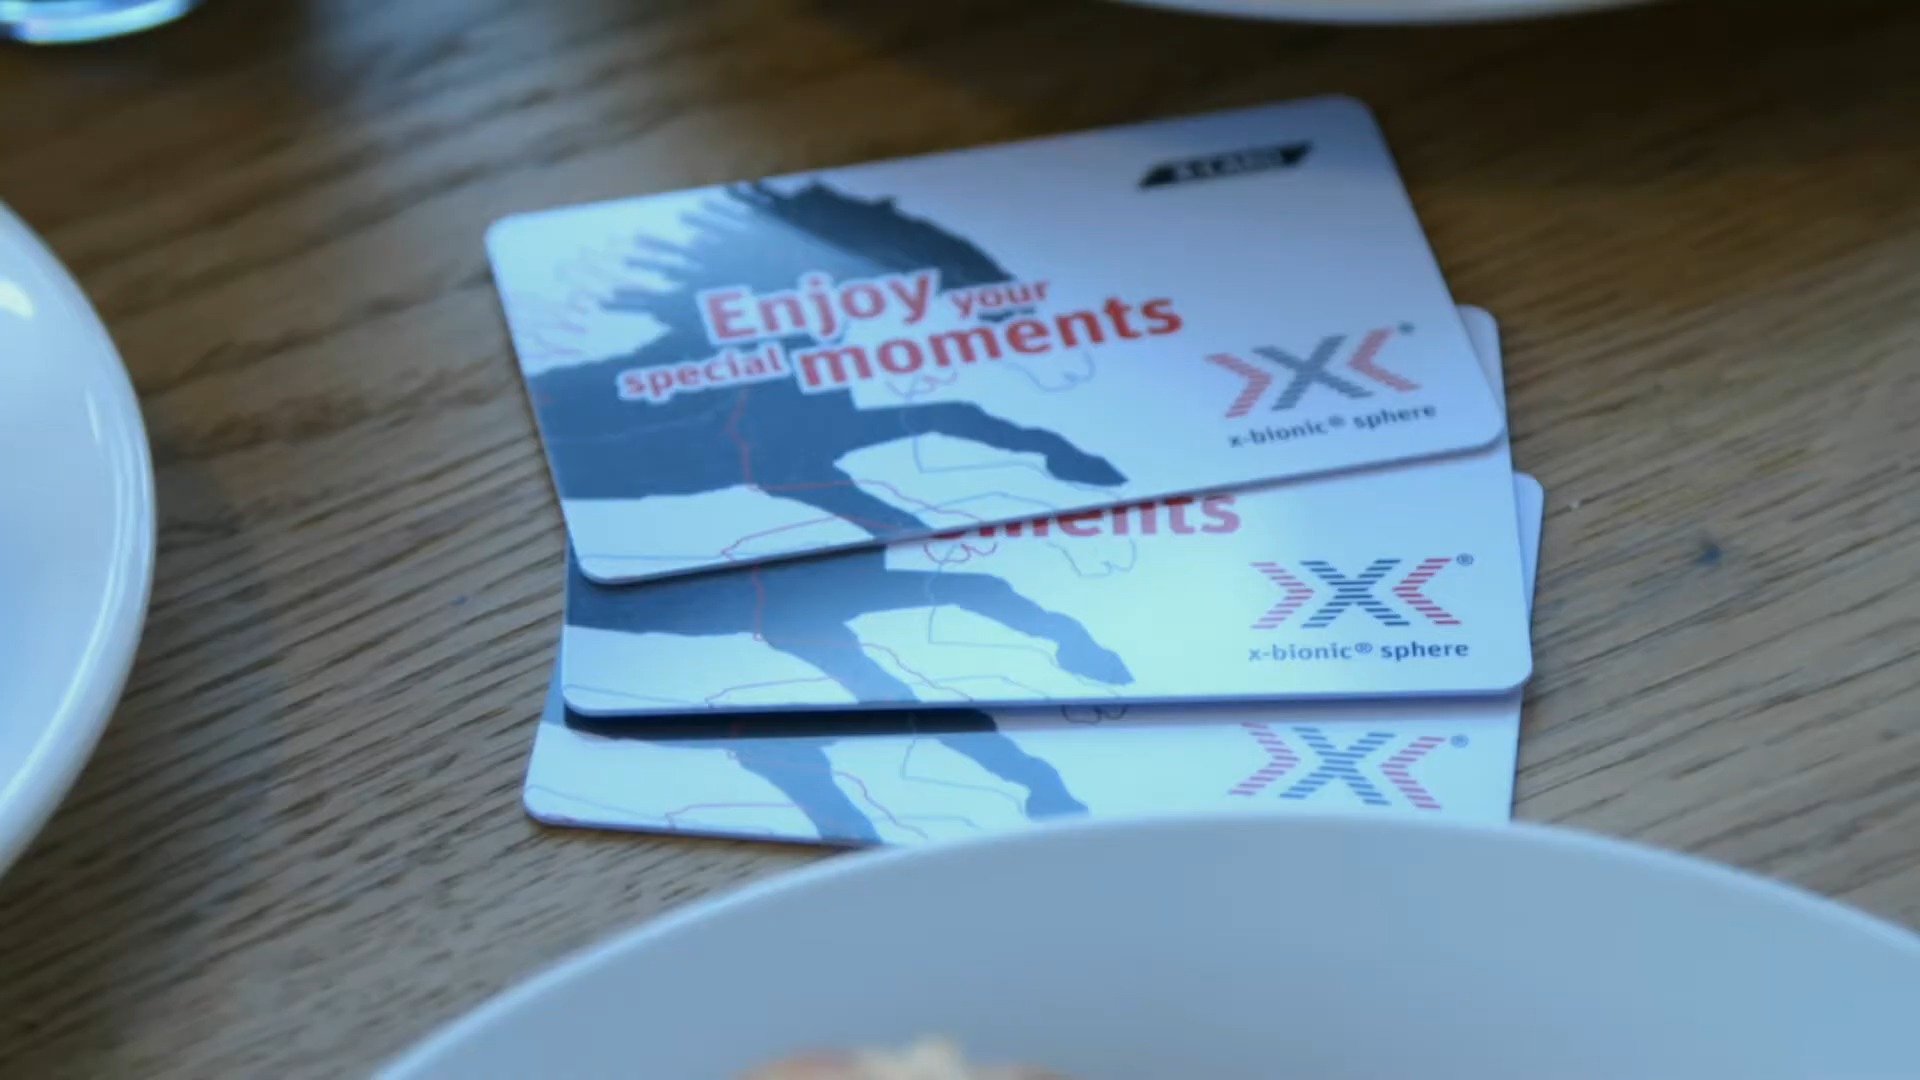 Enjoy your
special moments
x-bionic® sphere
ments
x-bionic® sphere